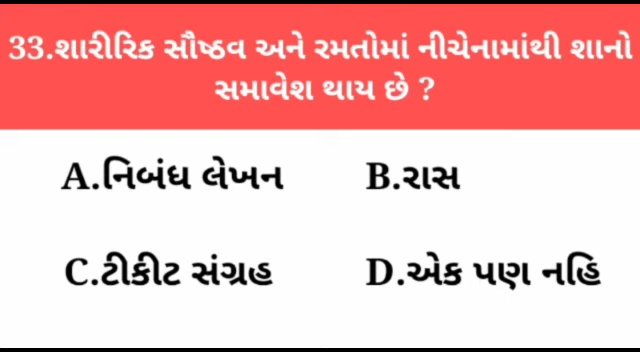 33.શારીરિક સૌષ્ઠવ અને રમતોમાં નીચેનામાંથી શાનો
સમાવેશ થાય છે ?
A.નિબંધ લેખન B.રાસ
C.ટીકીટ સંગ્રહ D.એક પણ નહિ